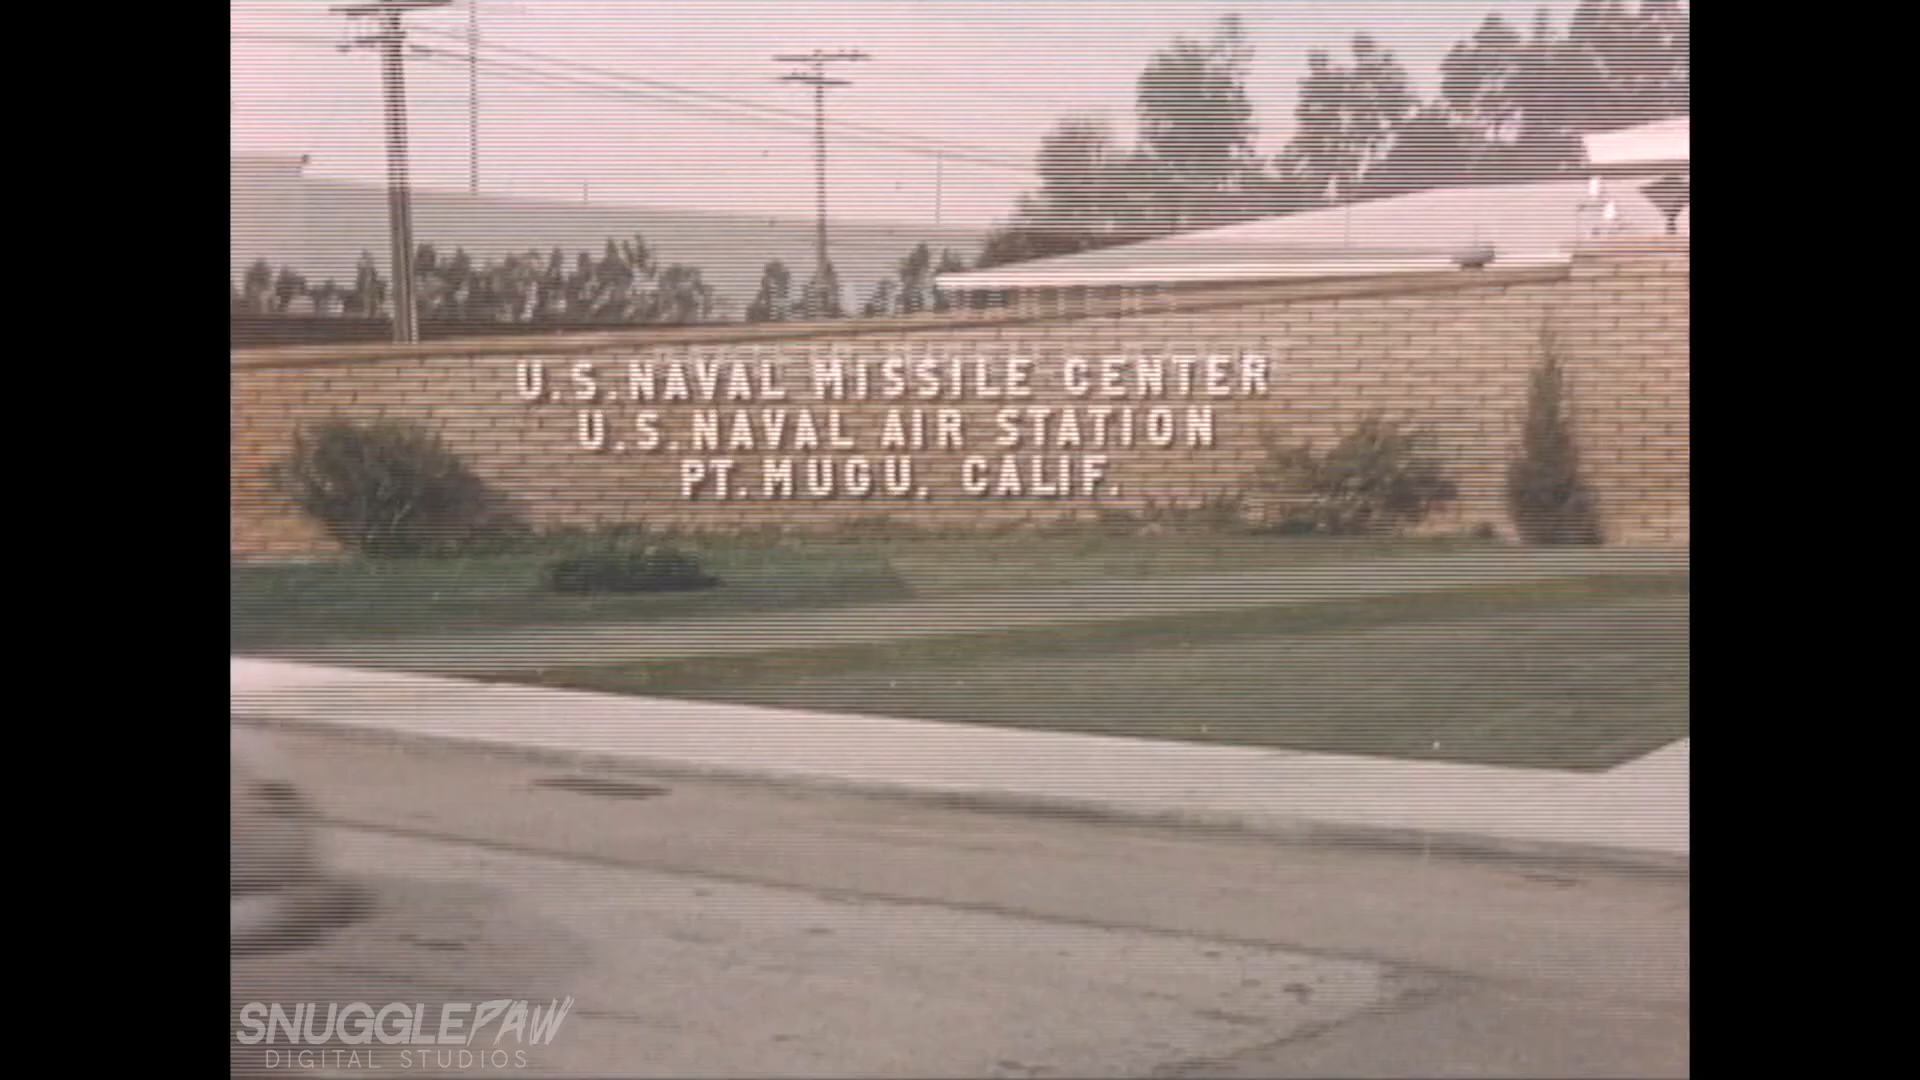 U.S. NAVAL MISSILE CENTER
U.S. NAVAL AIR STATION
PT. MUGU, CALIF.
SNUGGLEPAW
DIGITAL STUDIOS